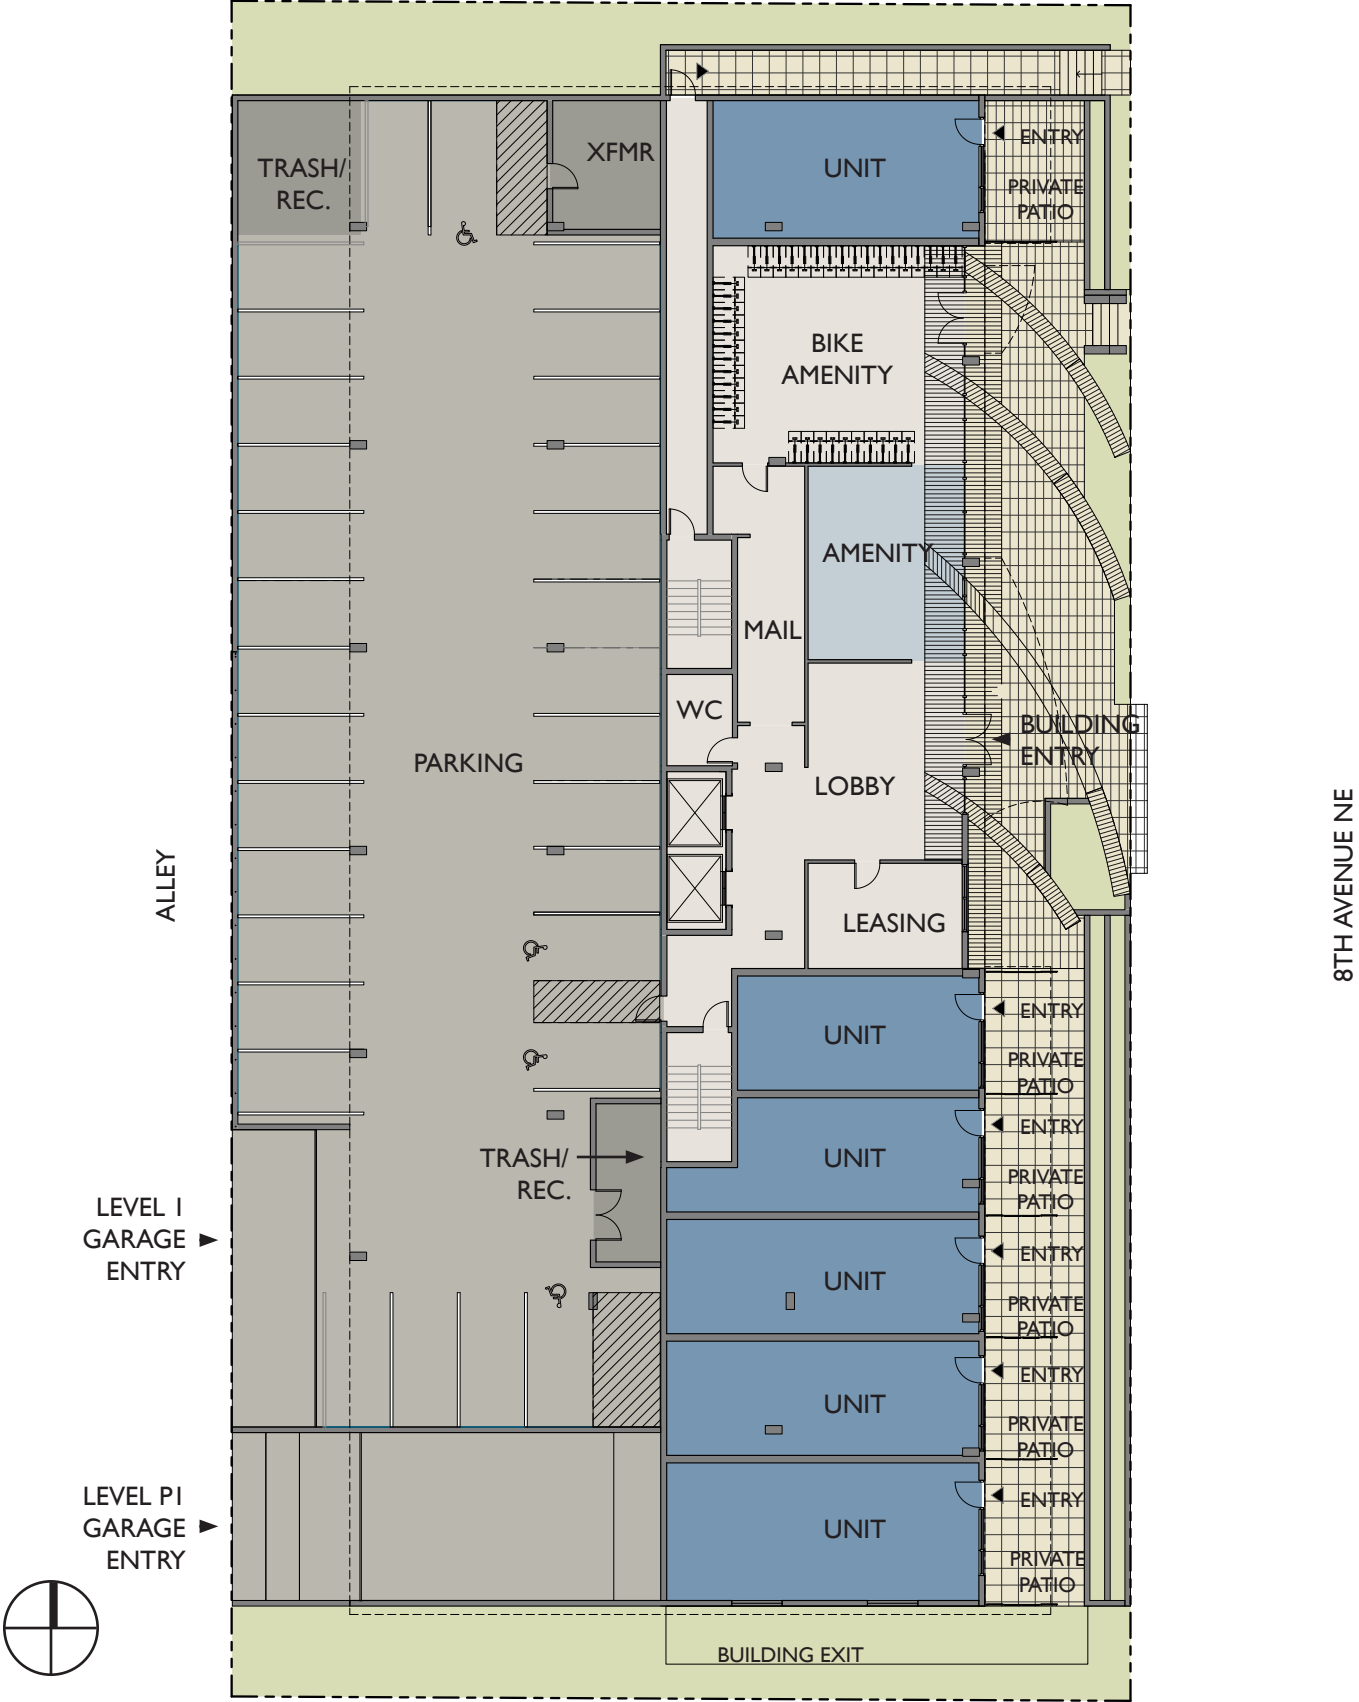 TRASH/
REC.
XFMR
UNIT
ENTRY
PRIVATE
PATIO
BIKE
AMENITY
AMENITY
MAIL
WC
BUILDING
ENTRY
PARKING
LOBBY
ALLEY
8TH AVENUE NE
LEASING
UNIT
ENTRY
PRIVATE
PATIO
UNIT
ENTRY
PRIVATE
PATIO
TRASH/
REC.
LEVEL 1
GARAGE
ENTRY
UNIT
ENTRY
PRIVATE
PATIO
UNIT
ENTRY
PRIVATE
PATIO
LEVEL P1
GARAGE
ENTRY
UNIT
ENTRY
PRIVATE
PATIO
BUILDING EXIT